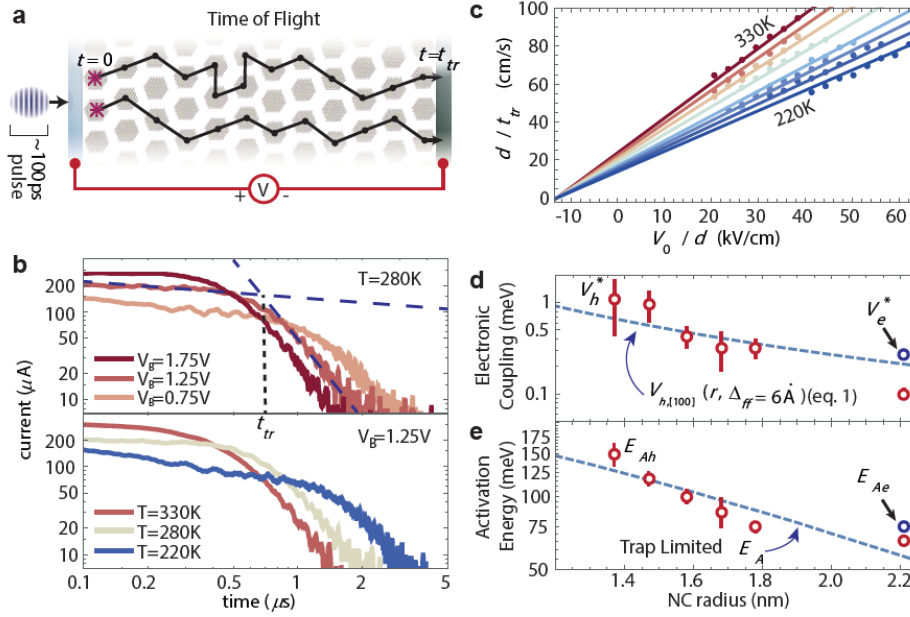 a
Time of Flight
t=0
t=t_tr
~100ps
pulse
+ V -
b
T=280K
200
100
50
20
10
V_B=1.75V
V_B=1.25V
V_B=0.75V
t_tr
current (μA)
V_B=1.25V
200
100
50
20
10
T=330K
T=280K
T=220K
0.1 0.2 0.5 1 2 5
time (μs)
c
100
80
60
40
20
0
d / t_tr (cm/s)
330K
220K
-10 0 10 20 30 40 50 60
V_0 / d (kV/cm)
d
1
0.5
0.1
Electronic
Coupling (meV)
V_h^*
V_e^*
V_h,[100] (r, Δ_ff = 6Å)(eq. 1)
e
175
150
125
100
75
50
Activation
Energy (meV)
E_Ah
E_Ae
Trap Limited
E_A
1.4 1.6 1.8 2.0 2.2
NC radius (nm)